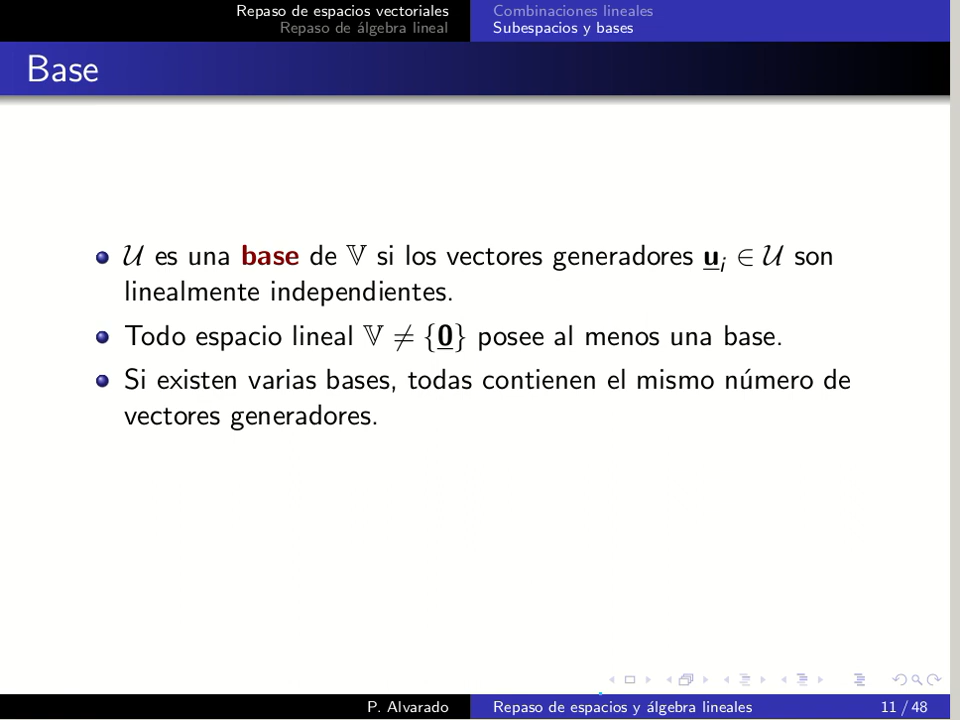 Repaso de espacios vectoriales
Repaso de álgebra lineal
Combinaciones lineales
Subespacios y bases
Base
𝒰 es una base de 𝕍 si los vectores generadores u̲ᵢ ∈ 𝒰 son
linealmente independientes.
Todo espacio lineal 𝕍 ≠ {0̲} posee al menos una base.
Si existen varias bases, todas contienen el mismo número de
vectores generadores.
P. Alvarado
Repaso de espacios y álgebra lineales
11 / 48